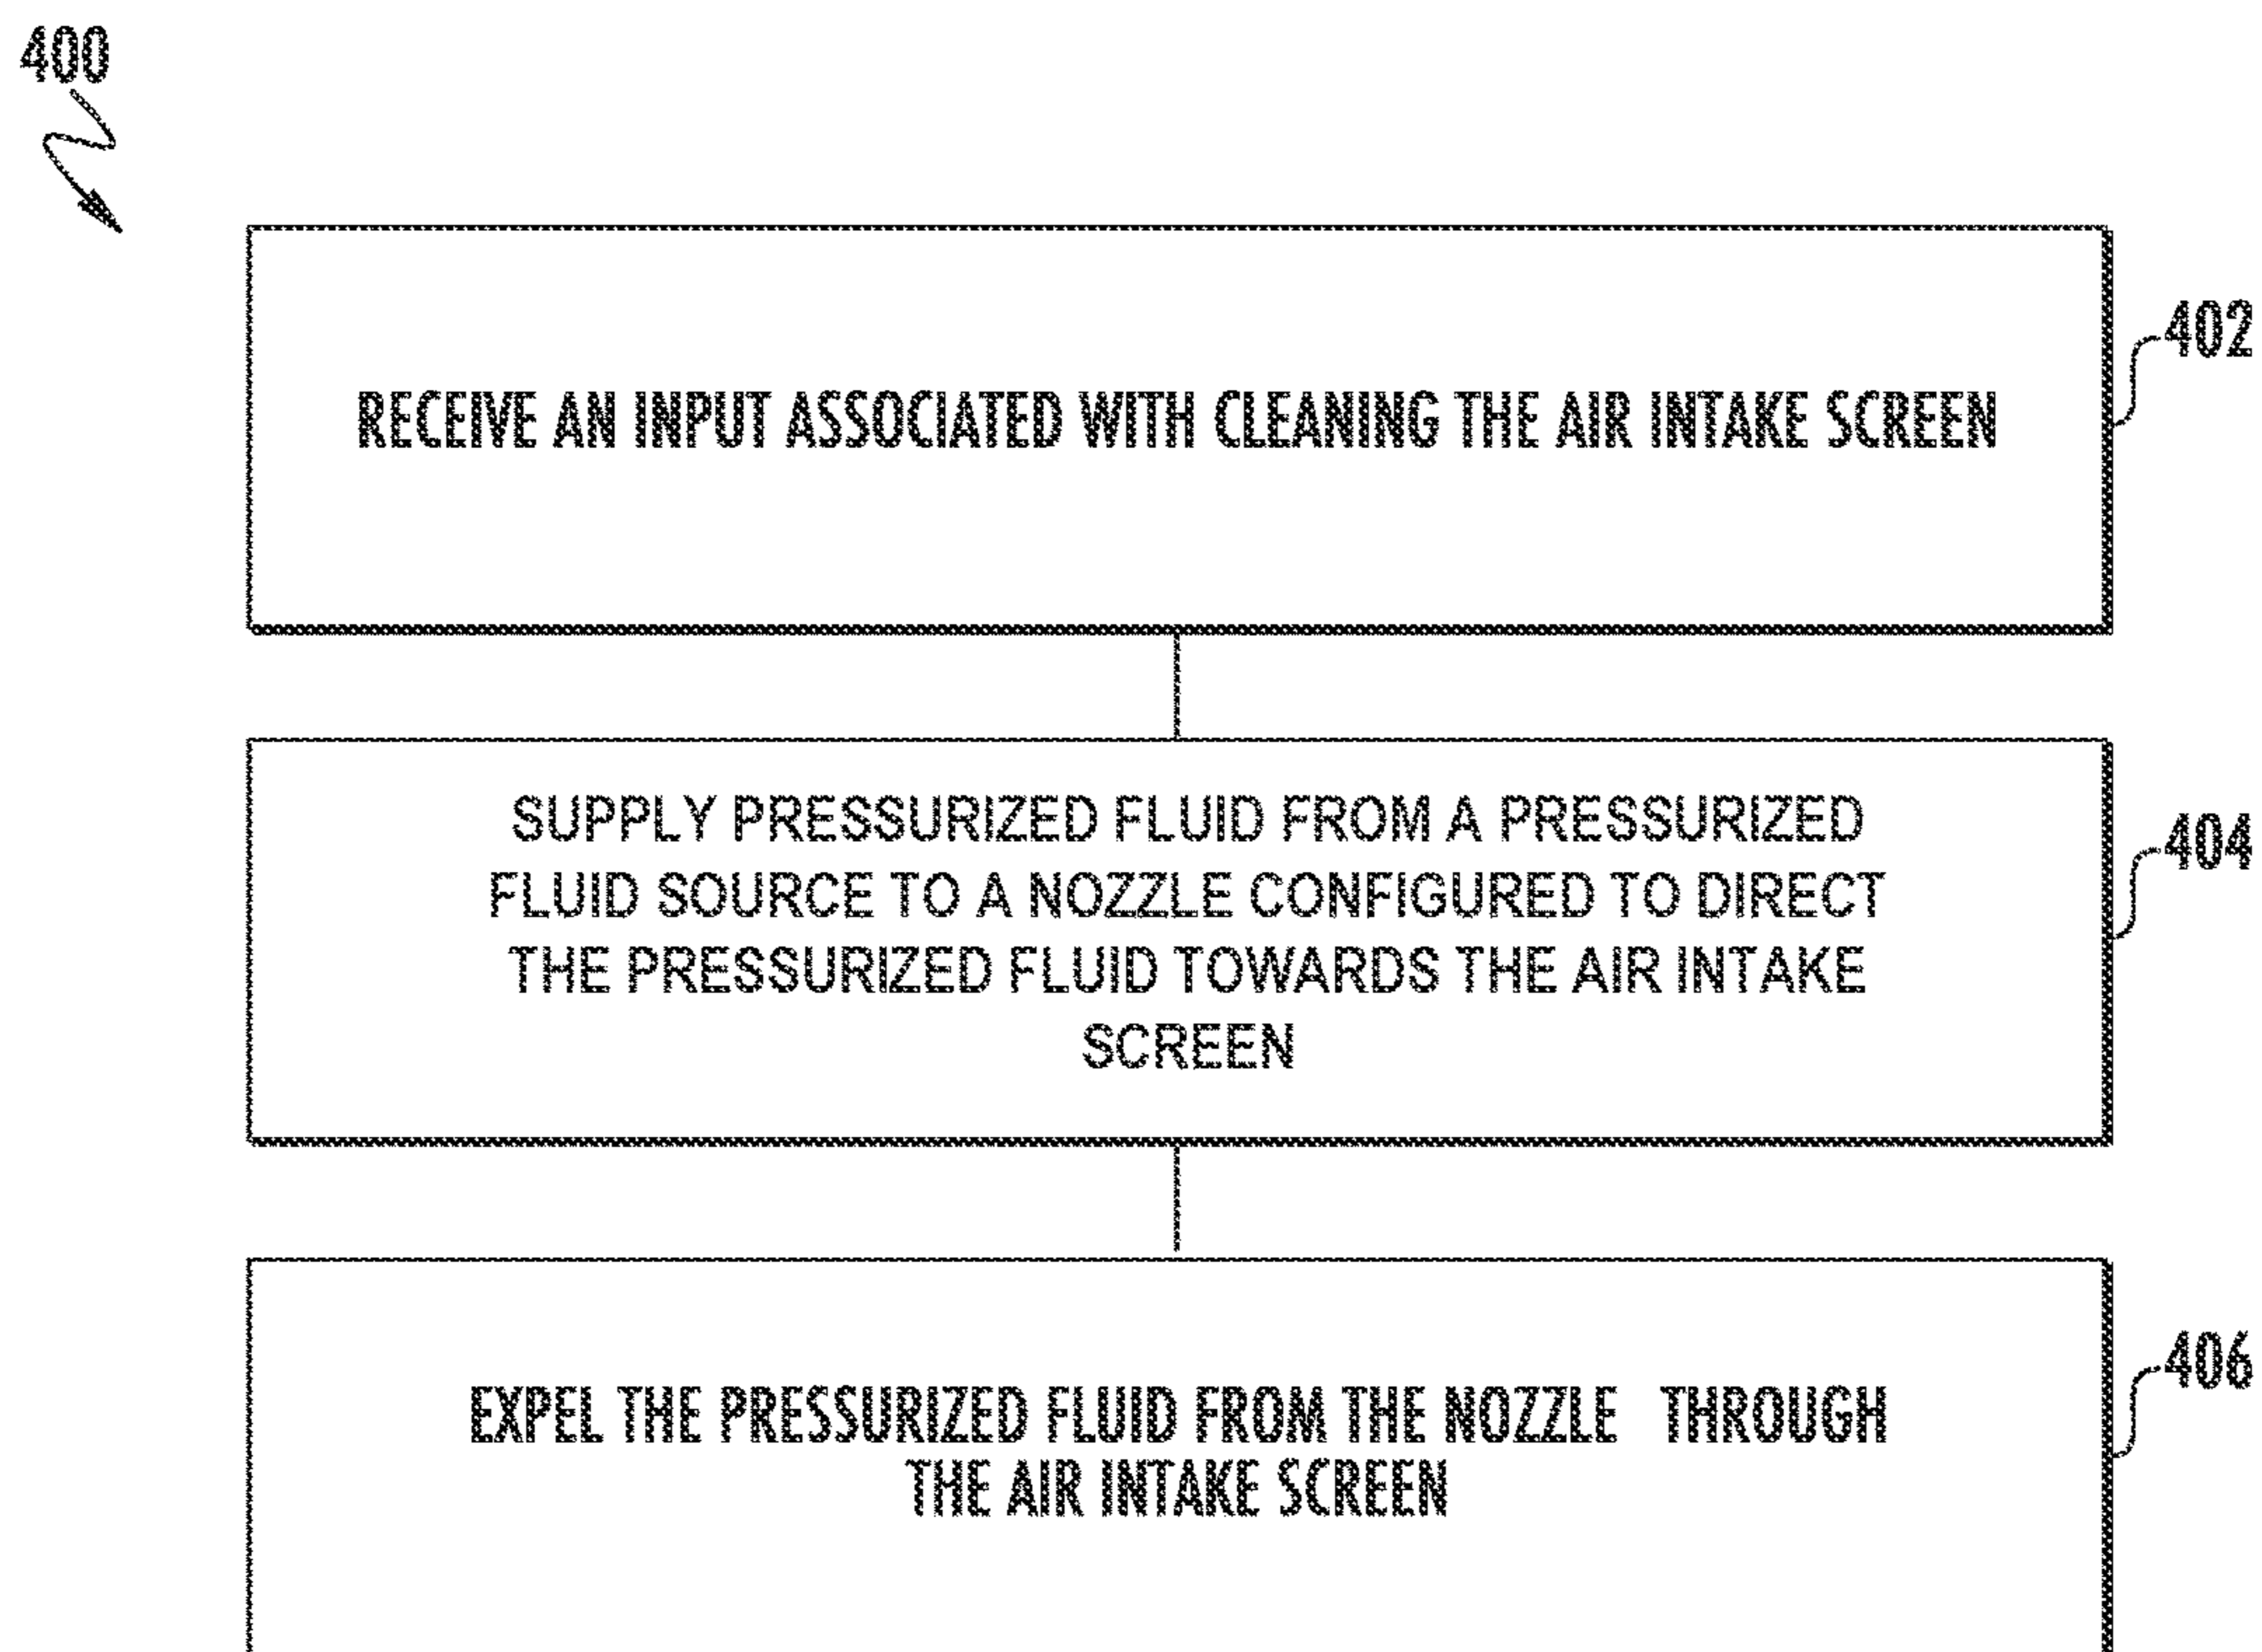 400
RECEIVE AN INPUT ASSOCIATED WITH CLEANING THE AIR INTAKE SCREEN
402
SUPPLY PRESSURIZED FLUID FROM A PRESSURIZED
FLUID SOURCE TO A NOZZLE CONFIGURED TO DIRECT
THE PRESSURIZED FLUID TOWARDS THE AIR INTAKE
SCREEN
404
EXPEL THE PRESSURIZED FLUID FROM THE NOZZLE THROUGH
THE AIR INTAKE SCREEN
406